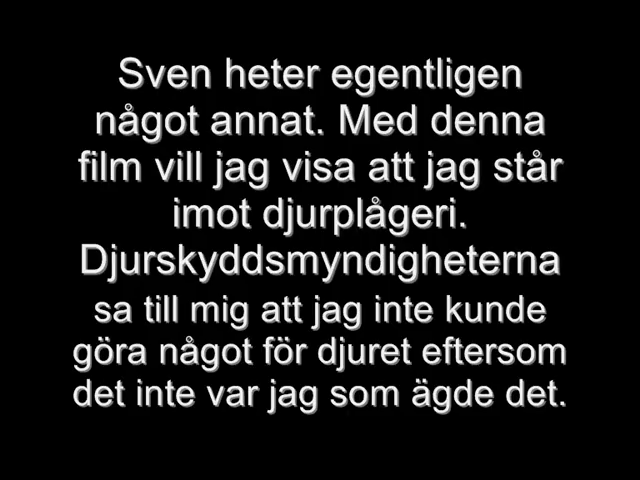 Sven heter egentligen
något annat. Med denna
film vill jag visa att jag står
imot djurplågeri.
Djurskyddsmyndigheterna
sa till mig att jag inte kunde
göra något för djuret eftersom
det inte var jag som ägde det.